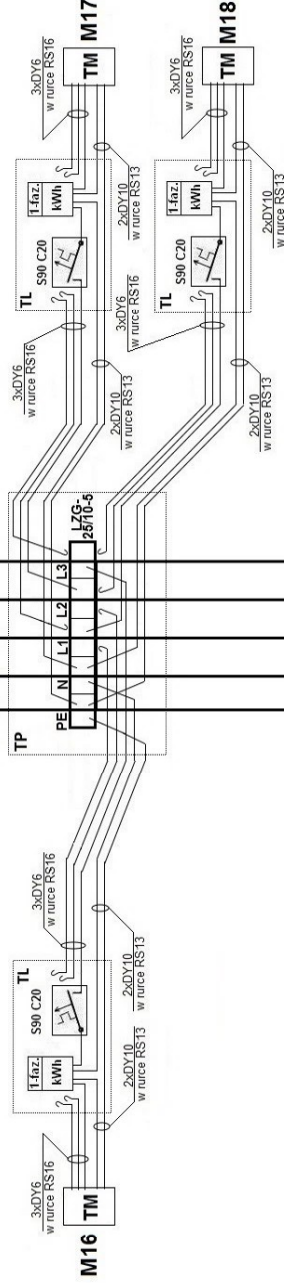 M17
3xDY6
w rurce RS16
TM
2xDY10
w rurce RS13
1-faz.
kWh
S90 C20
TL
3xDY6
w rurce RS16
2xDY10
w rurce RS13
M18
3xDY6
w rurce RS16
TM
2xDY10
w rurce RS13
1-faz.
kWh
S90 C20
TL
3xDY6
w rurce RS16
2xDY10
w rurce RS13
LZG-
25/10-5
L3
L2
L1
N
PE
TP
3xDY6
w rurce RS16
TL
S90 C20
2xDY10
w rurce RS13
1-faz.
kWh
2xDY10
w rurce RS13
3xDY6
w rurce RS16
TM
M16